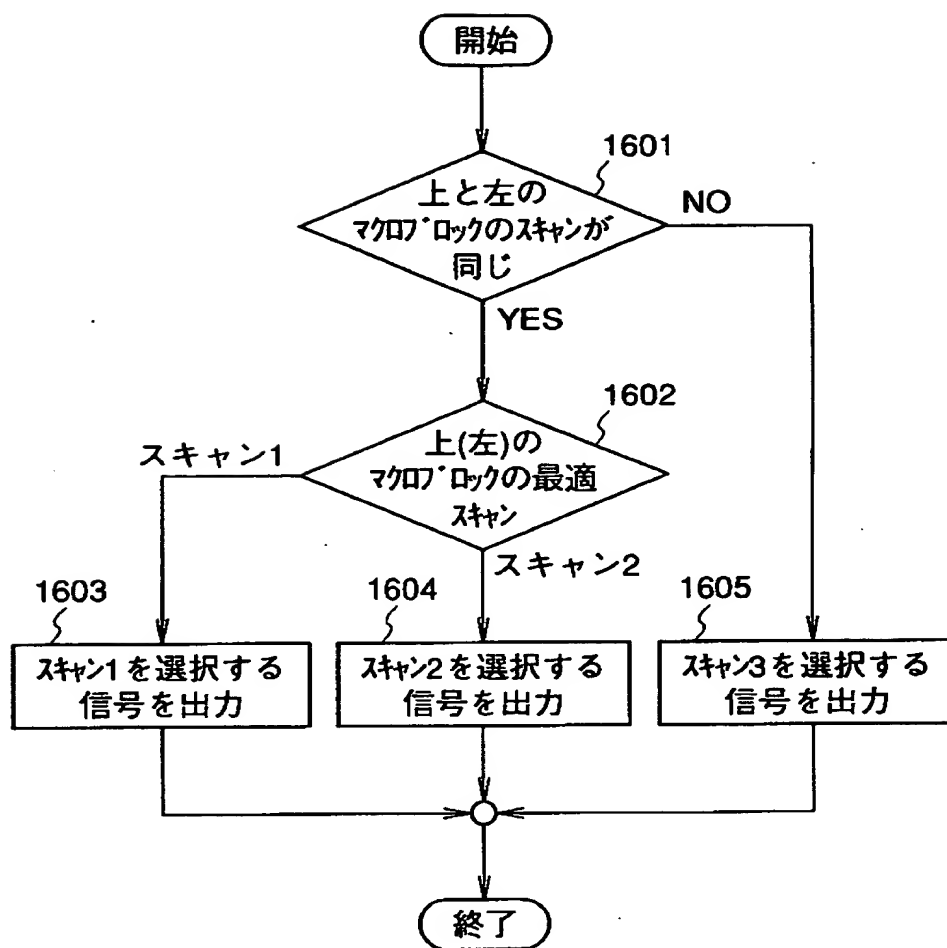 開始
1601
上と左の
マクロブロックのスキャンが
同じ
NO
YES
1602
上(左)の
マクロブロックの最適
スキャン
スキャン1
スキャン2
1603
スキャン1を選択する
信号を出力
1604
スキャン2を選択する
信号を出力
1605
スキャン3を選択する
信号を出力
終了